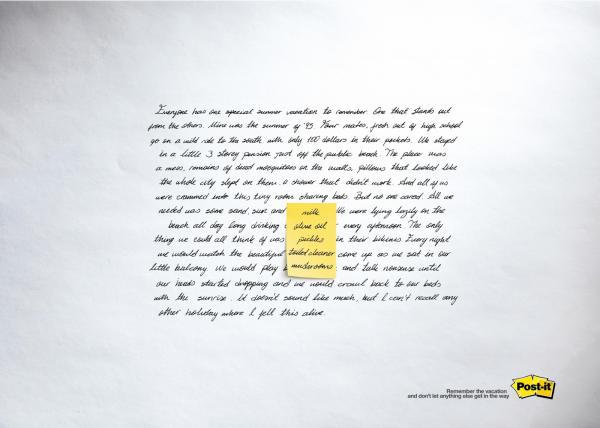 Everyone has one special summer vacation to remember. One that stands out
from the others. Mine was the summer of '95. Four mates, fresh out of high school
go on a wild ride to the south with only 100 dollars in their pockets. We stayed
in a little 3 storey pension just off the public beach. The place was
a mess, remains of dead mosquitoes on the walls, pillows that looked like
the whole city slept on them, a shower that didn't work. And all of us
were crammed into this tiny room sharing beds. But no one cared. All we
needed was some sand, sun and We were lying lazily on the
beach all day long drinking every afternoon. The only
thing we could all think of was in their bikinis. Every night
we would watch the beautiful come up as we sat in our
little balcony. We would play and talk nonsense until
our heads started dropping and we would crawl back to our beds
with the sunrise. It doesn't sound like much, but I can't recall any
other holiday where I felt this alive.
milk
olive oil
pickles
toilet cleaner
mushrooms
Post-it
Remember the vacation
and don't let anything else get in the way